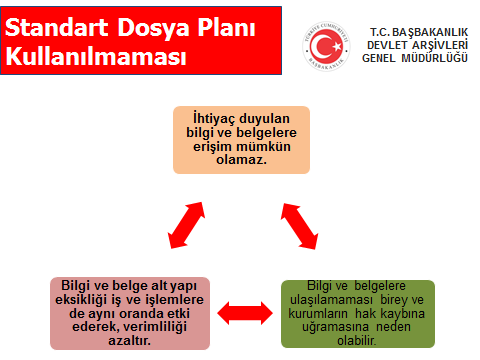 Standart Dosya Planı
Kullanılmaması
T.C. BAŞBAKANLIK
DEVLET ARŞİVLERİ
GENEL MÜDÜRLÜĞÜ
İhtiyaç duyulan
bilgi ve belgelere
erişim mümkün
olamaz.
Bilgi ve belge alt yapı
eksikliği iş ve işlemlere
de aynı oranda etki
ederek, verimliliği
azaltır.
Bilgi ve belgelere
ulaşılamaması birey ve
kurumların hak kaybına
uğramasına neden
olabilir.